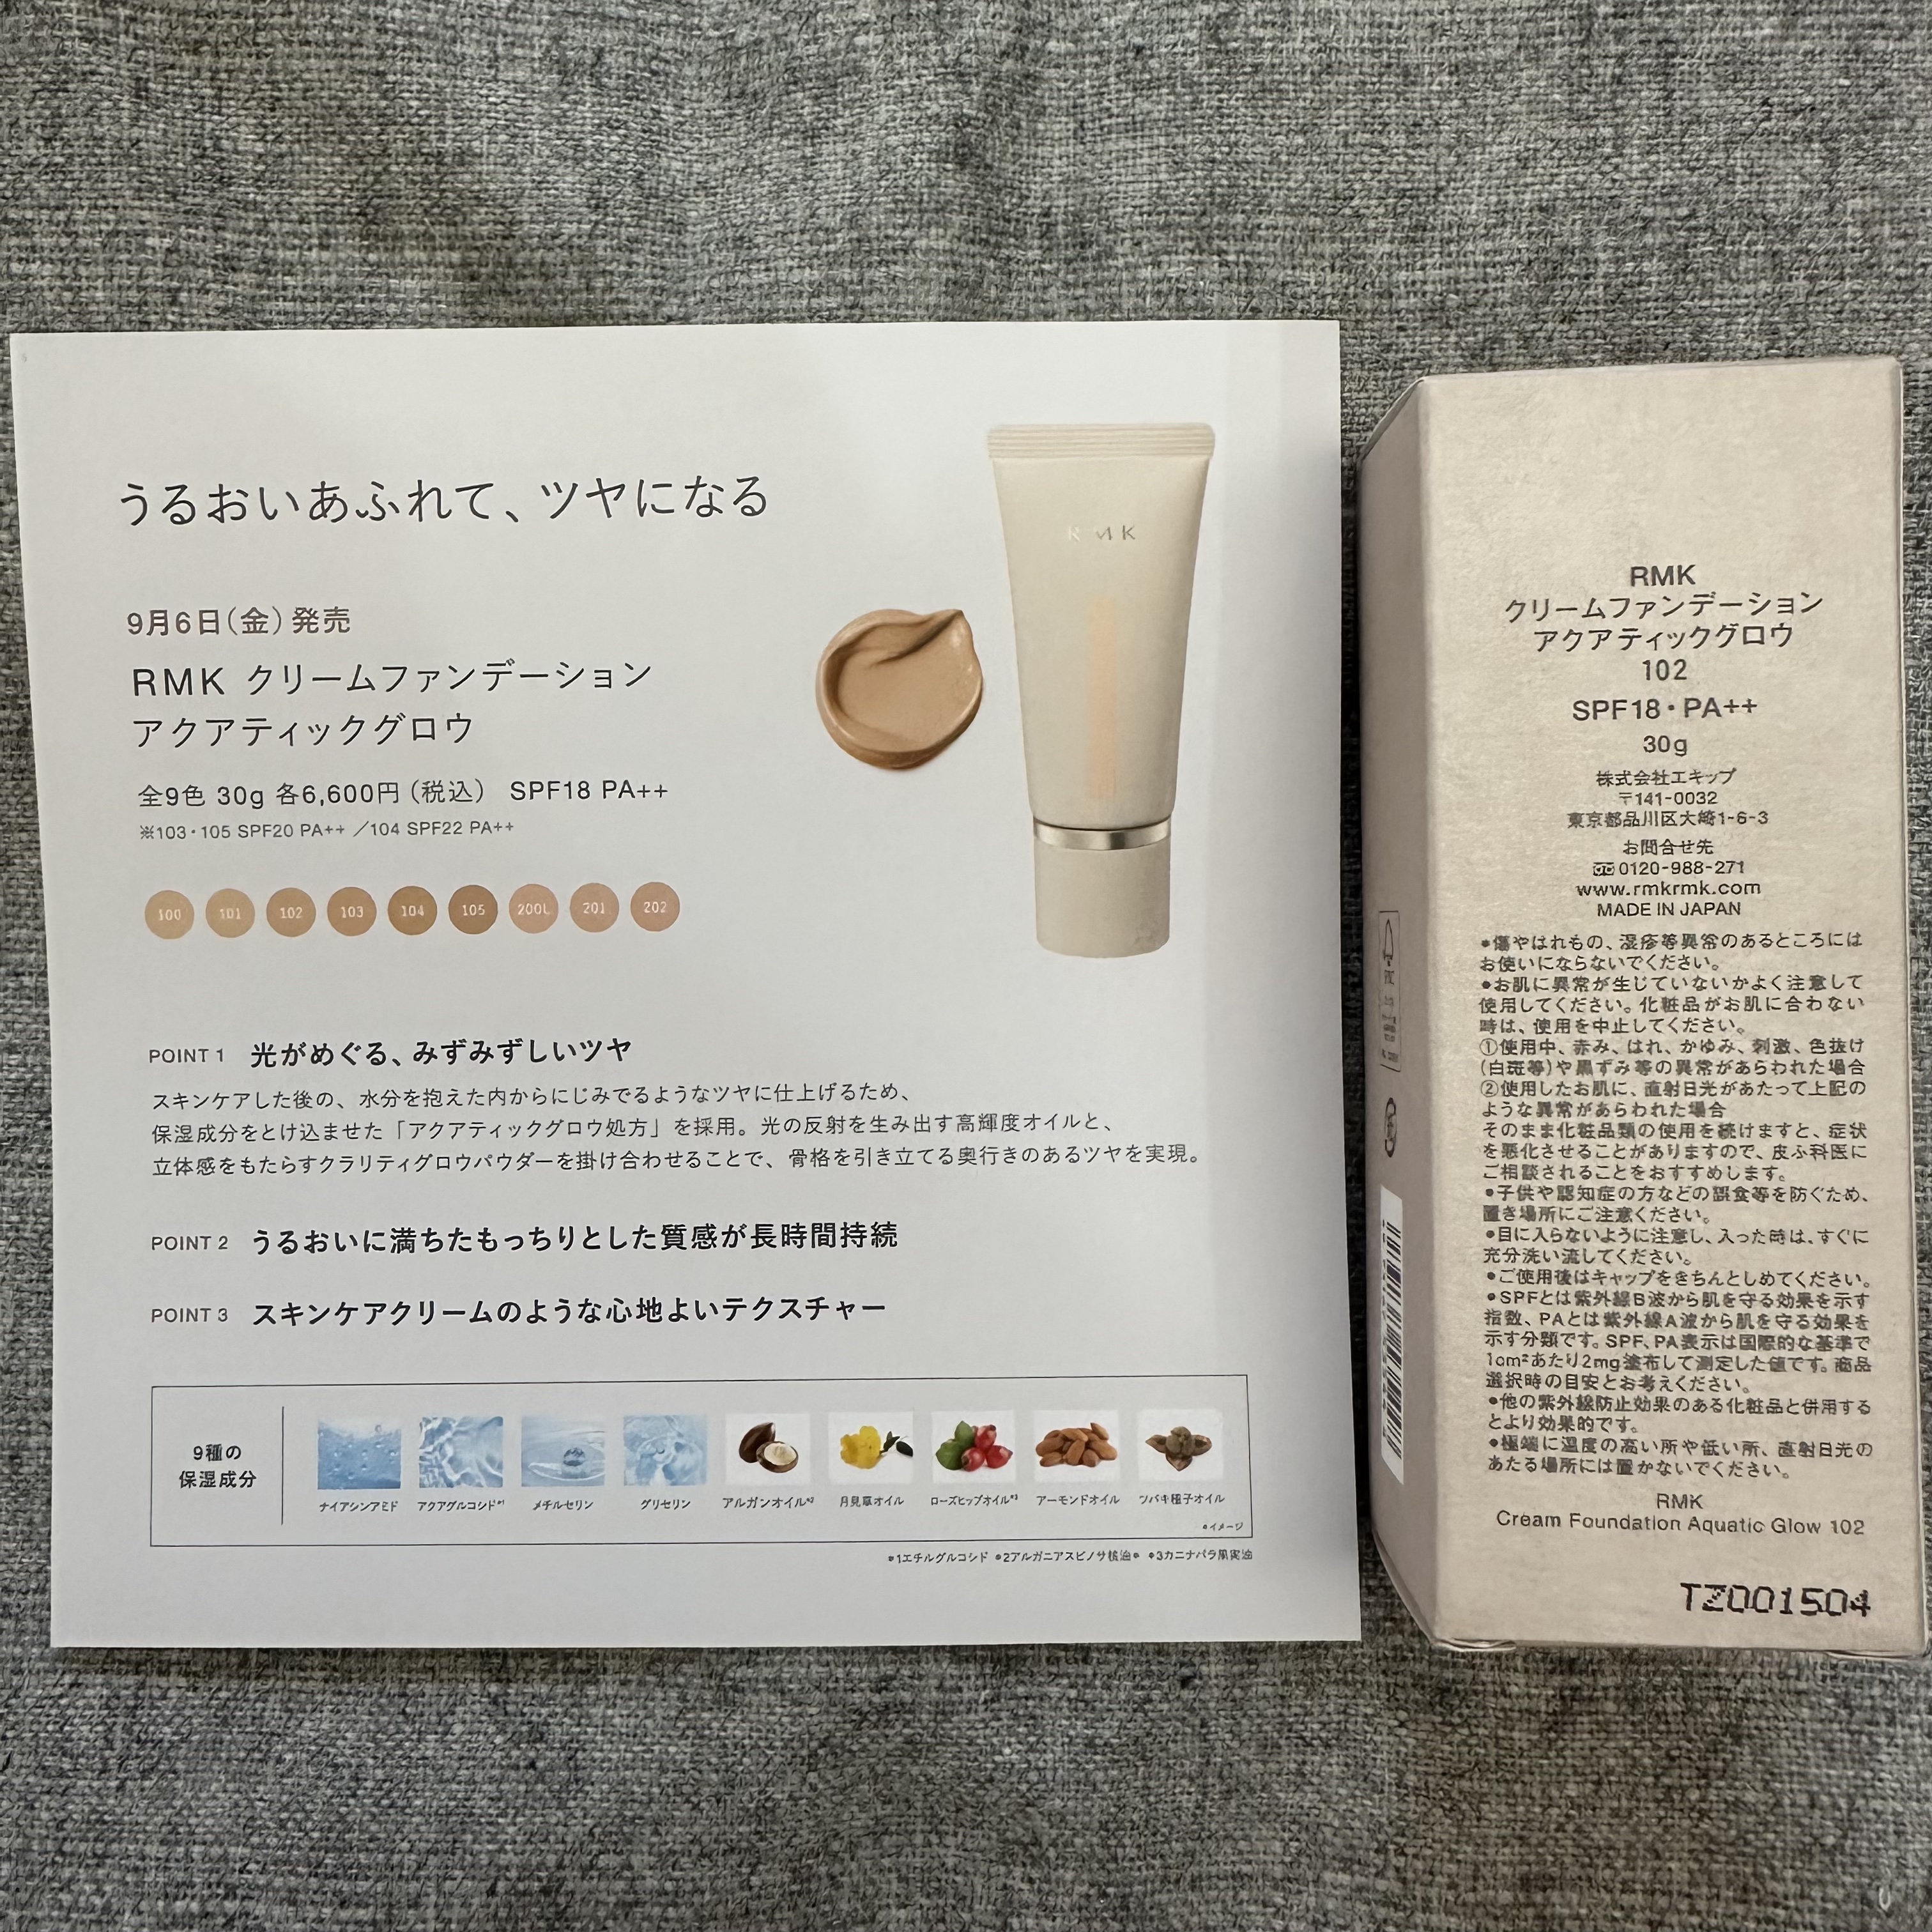 うるおいあふれて、ツヤになる
9月6日(金)発売
RMK クリームファンデーション
アクアティックグロウ
全9色 30g 各6,600円(税込) SPF18 PA++
※103・105 SPF20 PA++ /104 SPF22 PA++
100 101 102 103 104 105 200L 201 202
RMK
POINT 1 光がめぐる、みずみずしいツヤ
スキンケアした後の、水分を抱えた内からにじみでるようなツヤに仕上げるため、
保湿成分をとけ込ませた「アクアティックグロウ処方」を採用。光の反射を生み出す高輝度オイルと、
立体感をもたらすクラリティグロウパウダーを掛け合わせることで、骨格を引き立てる奥行きのあるツヤを実現。
POINT 2 うるおいに満ちたもっちりとした質感が長時間持続
POINT 3 スキンケアクリームのような心地よいテクスチャー
9種の
保湿成分
ナイアシンアミド アクアグルコシド*1 メチルセリン グリセリン アルガンオイル*2 月見草オイル ローズヒップオイル*3 アーモンドオイル ツバキ種子オイル
*イメージ
*1エチルグルコシド *2アルガニアスピノサ核油* *3カニナバラ果実油
RMK
クリームファンデーション
アクアティックグロウ
102
SPF18・PA++
30g
株式会社エキップ
〒141-0032
東京都品川区大崎1-6-3
お問合せ先
0120-988-271
www.rmkrmk.com
MADE IN JAPAN
●傷やはれもの、湿疹等異常のあるところには
お使いにならないでください。
●お肌に異常が生じていないかよく注意して
使用してください。化粧品がお肌に合わない
時は、使用を中止してください。
①使用中、赤み、はれ、かゆみ、刺激、色抜け
(白斑等)や黒ずみ等の異常があらわれた場合
②使用したお肌に、直射日光があたって上記の
ような異常があらわれた場合
そのまま化粧品類の使用を続けますと、症状
を悪化させることがありますので、皮ふ科医に
ご相談されることをおすすめします。
●子供や認知症の方などの誤食等を防ぐため、
置き場所にご注意ください。
●目に入らないように注意し、入った時は、すぐに
充分洗い流してください。
●ご使用後はキャップをきちんとしめてください。
●SPFとは紫外線B波から肌を守る効果を示す
指数、PAとは紫外線A波から肌を守る効果を
示す分類です。SPF、PA表示は国際的な基準で
1cm²あたり2mg塗布して測定した値です。商品
選択時の目安とお考えください。
●他の紫外線防止効果のある化粧品と併用する
とより効果的です。
●極端に温度の高い所や低い所、直射日光の
あたる場所には置かないでください。
RMK
Cream Foundation Aquatic Glow 102
TZ001504